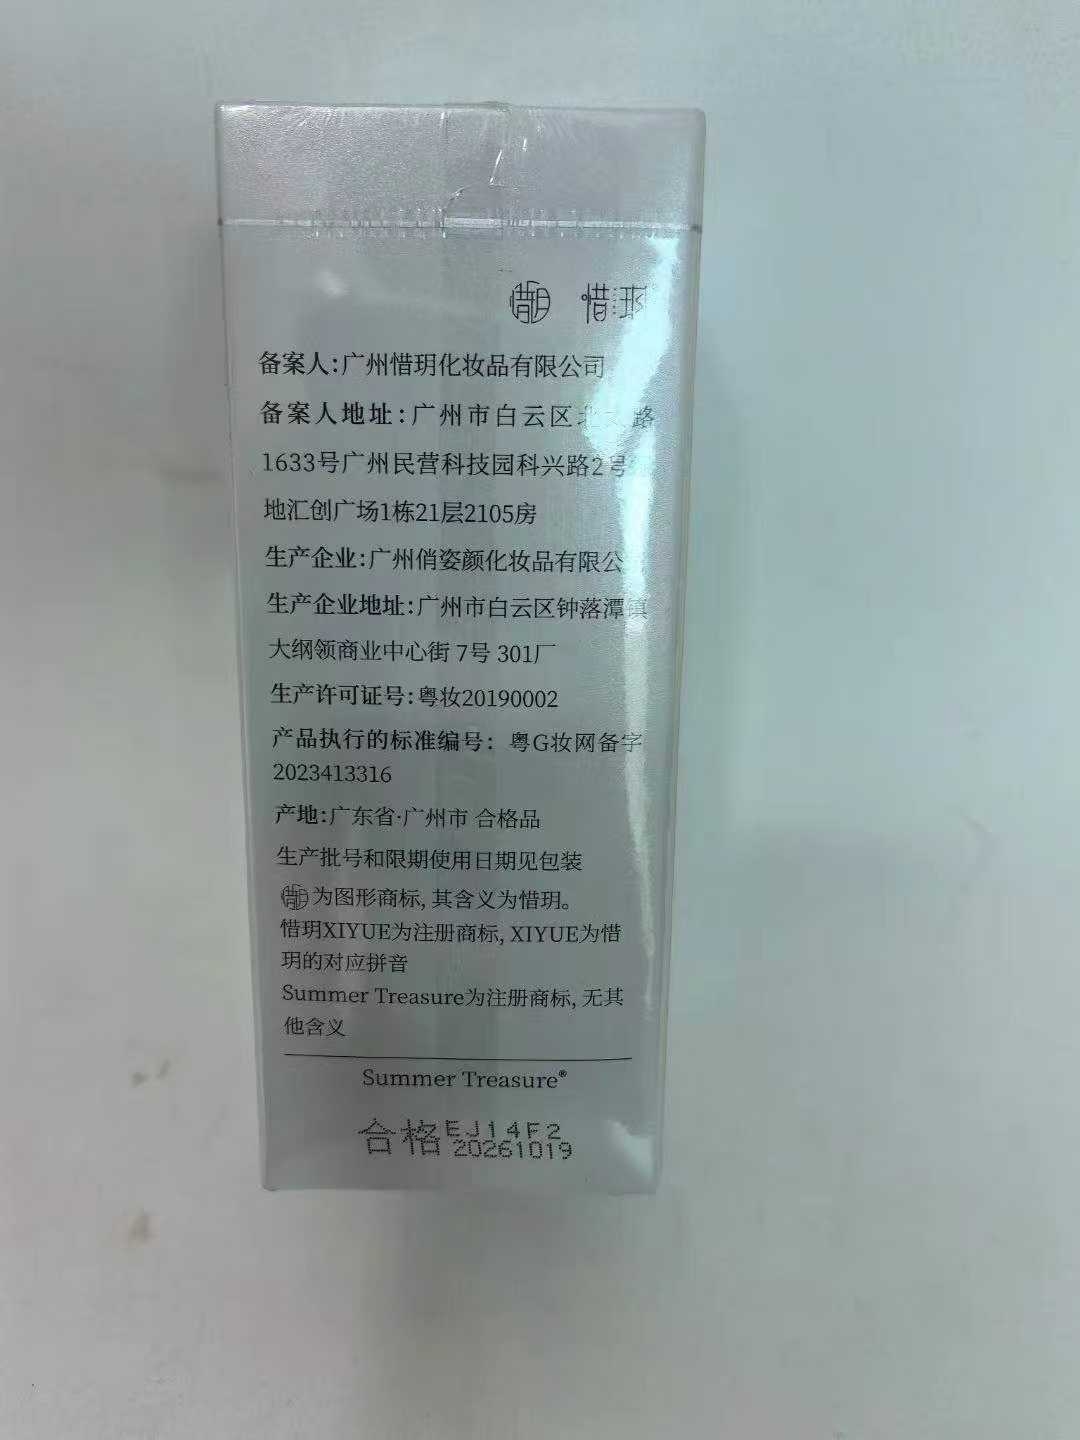 惜玥
备案人:广州惜玥化妆品有限公司
备案人地址:广州市白云区北 路
1633号广州民营科技园科兴路2号
地汇创广场1栋21层2105房
生产企业:广州俏姿颜化妆品有限公
生产企业地址:广州市白云区钟落潭镇
大纲领商业中心街 7号 301厂
生产许可证号:粤妆20190002
产品执行的标准编号: 粤G妆网备字
2023413316
产地:广东省·广州市 合格品
生产批号和限期使用日期见包装
为图形商标, 其含义为惜玥。
惜玥XIYUE为注册商标, XIYUE为惜
玥的对应拼音
Summer Treasure为注册商标, 无其
他含义
Summer Treasure®
合格 EJ14F2
20261019